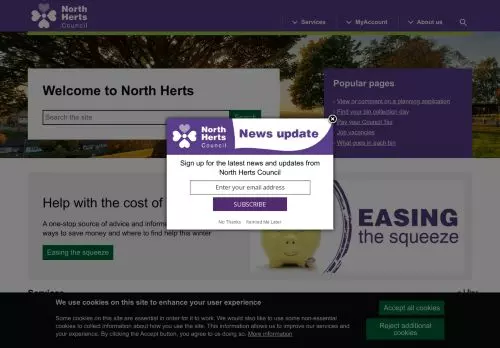 North
Herts
Council
Services
MyAccount
About us
Welcome to North Herts
Search the site
Search
Popular pages
View or comment on a planning application
Find your bin collection day
Pay your Council Tax
Job vacancies
What goes in each bin
North
Herts
Council
News update
Sign up for the latest news and updates from
North Herts Council
Enter your email address
SUBSCRIBE
No Thanks
Remind Me Later
Help with the cost of
A one-stop source of advice and
ways to save money and where to find help this winter
Easing the squeeze
EASING
the squeeze
Services
We use cookies on this site to enhance your user experience
Some cookies on this site are essential in order for it to work. We would also like to use some non-essential
cookies to collect information about how you use the site. This information allows us to improve our services and
your experience. By clicking the Accept button, you agree to us doing so. More information
Accept all cookies
Reject additional
cookies